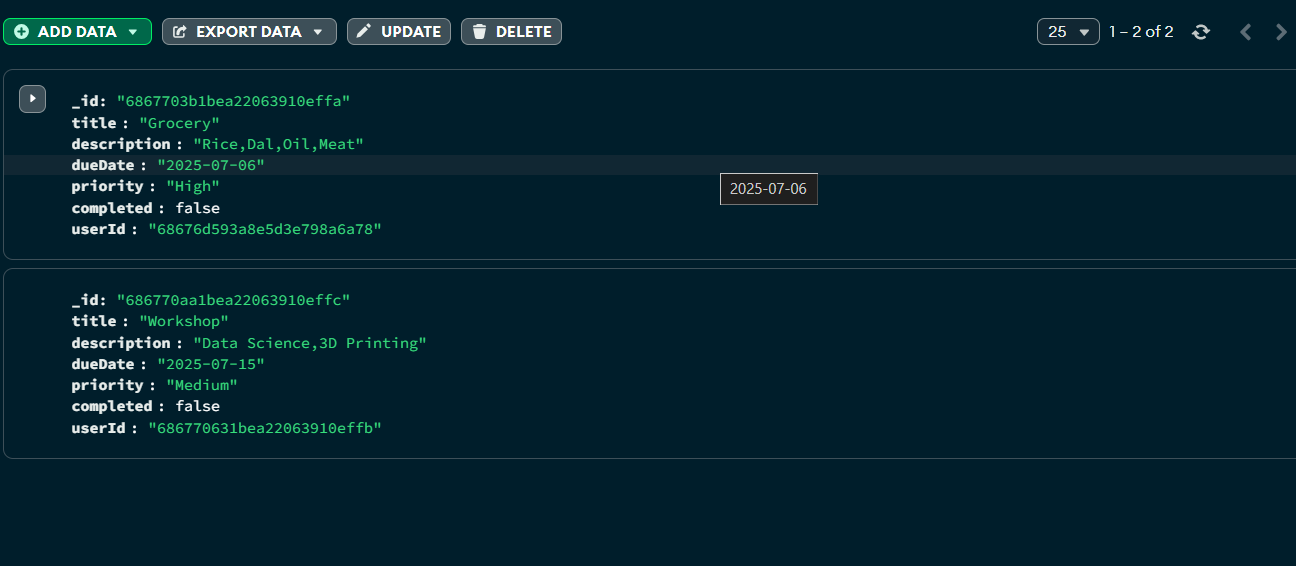 ADD DATA EXPORT DATA UPDATE DELETE 25 1 – 2 of 2
_id: "6867703b1bea22063910effa"
title : "Grocery"
description : "Rice,Dal,Oil,Meat"
dueDate : "2025-07-06"
priority : "High"
2025-07-06
completed : false
userId : "68676d593a8e5d3e798a6a78"
_id: "686770aa1bea22063910effc"
title : "Workshop"
description : "Data Science,3D Printing"
dueDate : "2025-07-15"
priority : "Medium"
completed : false
userId : "686770631bea22063910effb"